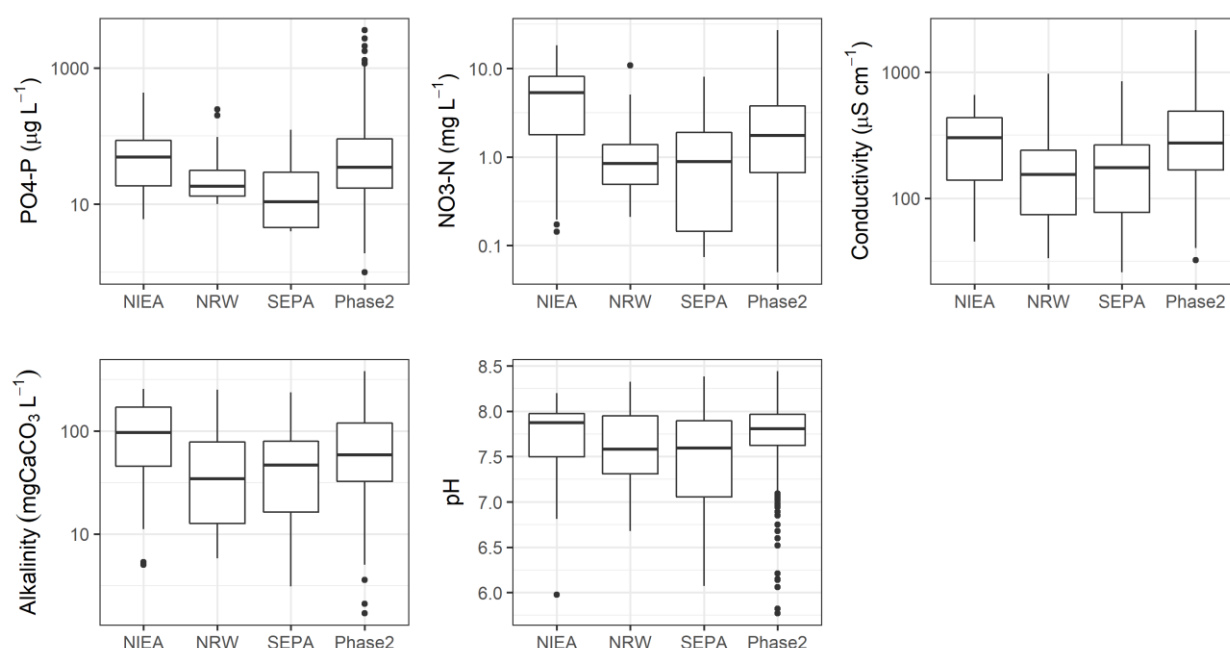 PO4-P (µg L⁻¹)
1000
10
NIEA NRW SEPA Phase2
NO3-N (mg L⁻¹)
10.0
1.0
0.1
NIEA NRW SEPA Phase2
Conductivity (µS cm⁻¹)
1000
100
NIEA NRW SEPA Phase2
Alkalinity (mgCaCO₃ L⁻¹)
100
10
NIEA NRW SEPA Phase2
pH
8.5
8.0
7.5
7.0
6.5
6.0
NIEA NRW SEPA Phase2